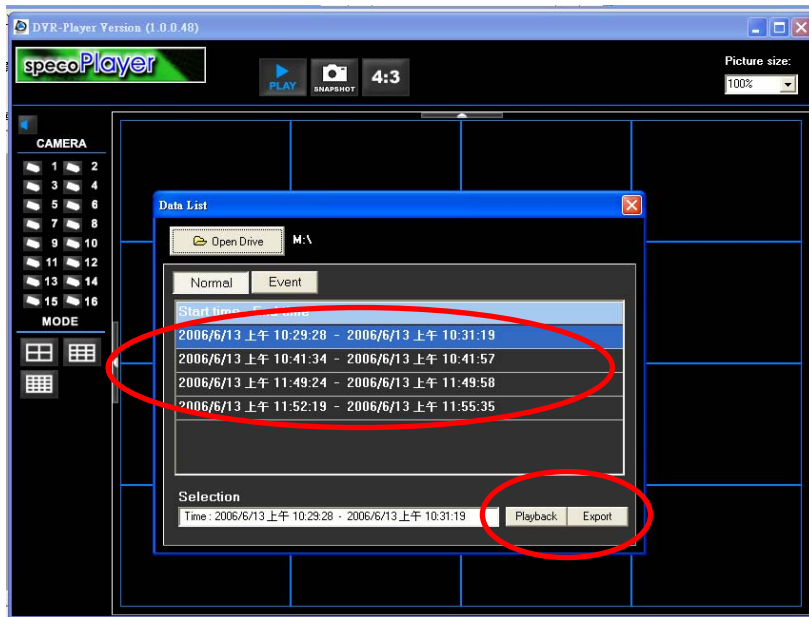 DVR-Player Version (1.0.0.48)
specoPlayer
PLAY
SNAPSHOT
4:3
Picture size:
100%
CAMERA
1 2
3 4
5 6
7 8
9 10
11 12
13 14
15 16
MODE
Data List
Open Drive M:\
Normal Event
Start time - End time
2006/6/13 上午 10:29:28 - 2006/6/13 上午 10:31:19
2006/6/13 上午 10:41:34 - 2006/6/13 上午 10:41:57
2006/6/13 上午 11:49:24 - 2006/6/13 上午 11:49:58
2006/6/13 上午 11:52:19 - 2006/6/13 上午 11:55:35
Selection
Time : 2006/6/13 上午 10:29:28 - 2006/6/13 上午 10:31:19 Playback Export